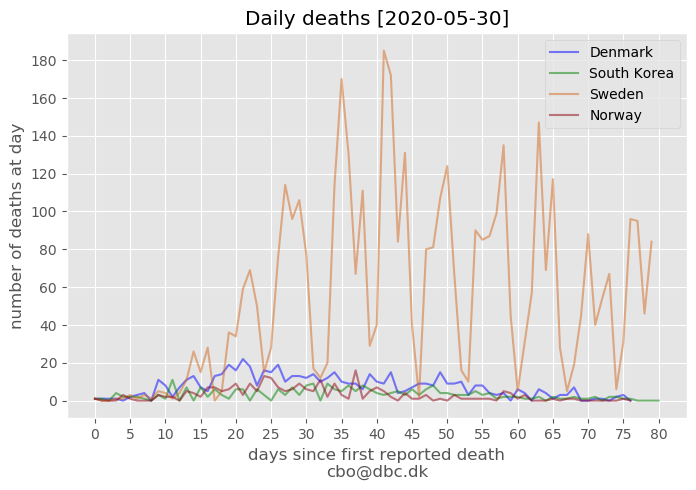 Daily deaths [2020-05-30]
Denmark
South Korea
Sweden
Norway
number of deaths at day
180
160
140
120
100
80
60
40
20
0
0 5 10 15 20 25 30 35 40 45 50 55 60 65 70 75 80
days since first reported death
cbo@dbc.dk